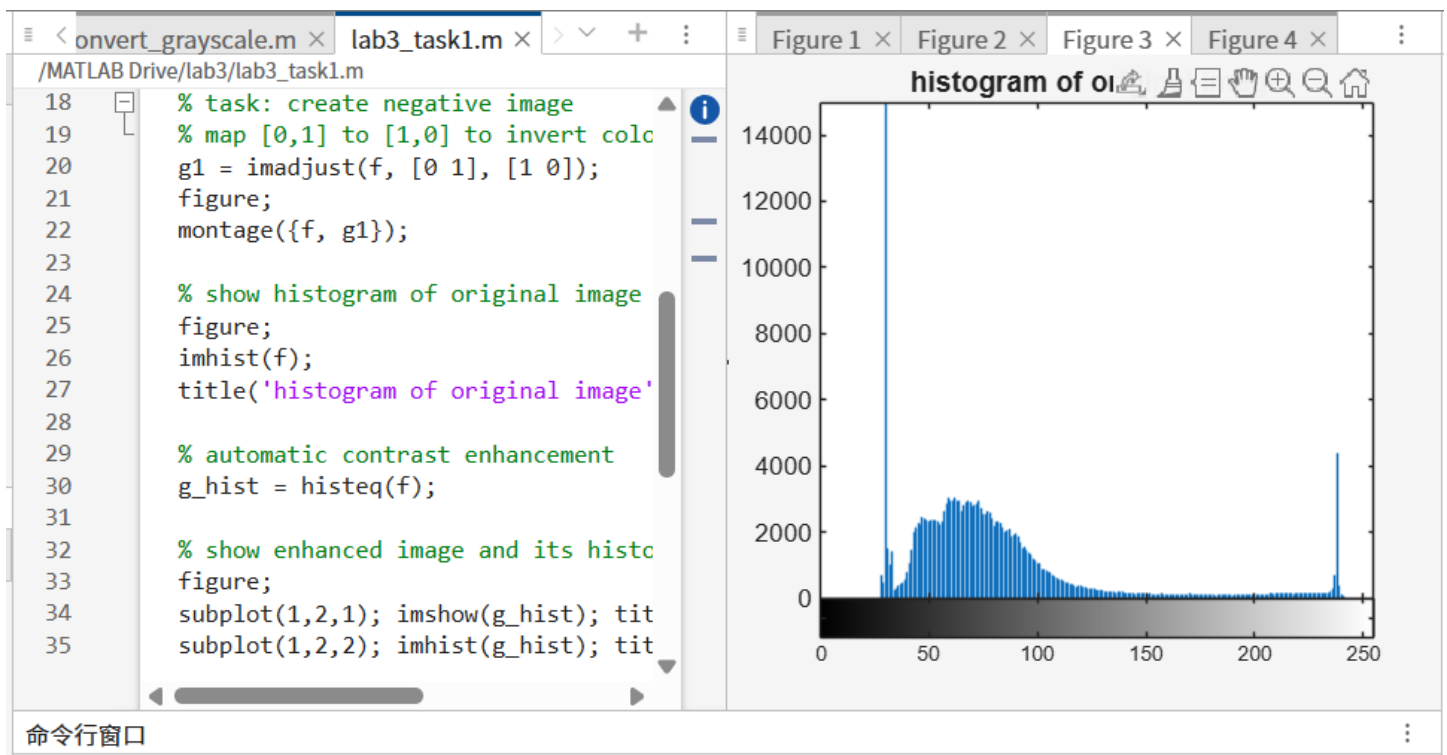 onvert_grayscale.m × lab3_task1.m ×
/MATLAB Drive/lab3/lab3_task1.m
18 % task: create negative image
19 % map [0,1] to [1,0] to invert colo
20 g1 = imadjust(f, [0 1], [1 0]);
21 figure;
22 montage({f, g1});
23
24 % show histogram of original image
25 figure;
26 imhist(f);
27 title('histogram of original image'
28
29 % automatic contrast enhancement
30 g_hist = histeq(f);
31
32 % show enhanced image and its histo
33 figure;
34 subplot(1,2,1); imshow(g_hist); tit
35 subplot(1,2,2); imhist(g_hist); tit
Figure 1 × Figure 2 × Figure 3 × Figure 4 ×
histogram of ori
14000
12000
10000
8000
6000
4000
2000
0
0 50 100 150 200 250
命令行窗口